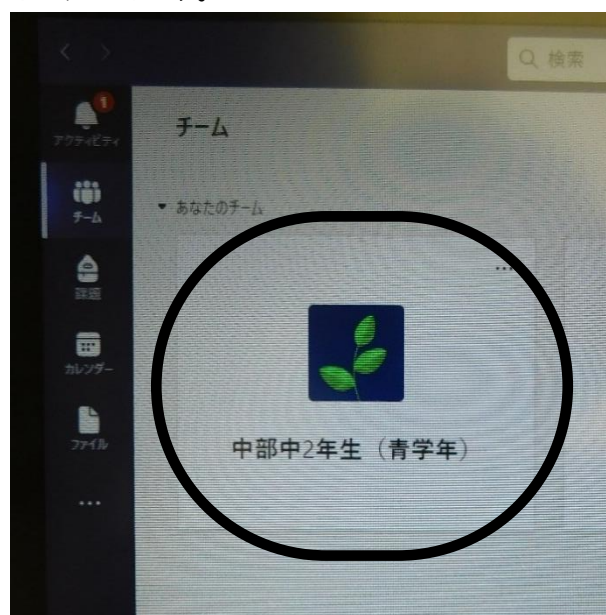 検索
1
アクティビティ
チーム
チーム
あなたのチーム
課題
カレンダー
ファイル
中部中2年生（青学年）